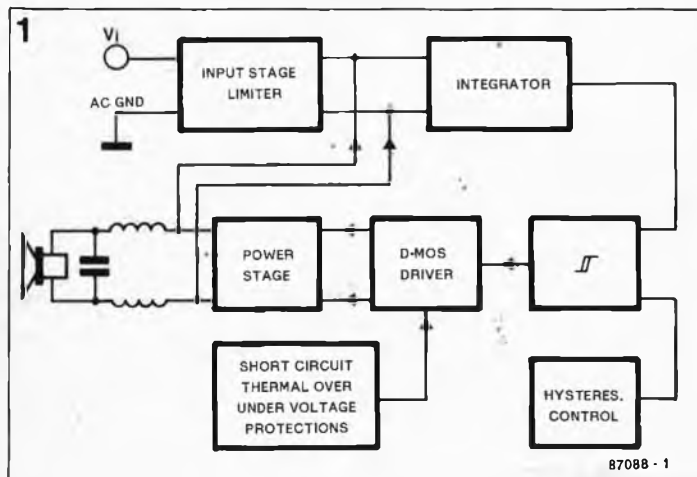 1
Vi
INPUT STAGE
LIMITER
INTEGRATOR
AC GND
POWER
STAGE
D-MOS
DRIVER
SHORT CIRCUIT
THERMAL OVER
UNDER VOLTAGE
PROTECTIONS
HYSTERES.
CONTROL
87088 - 1